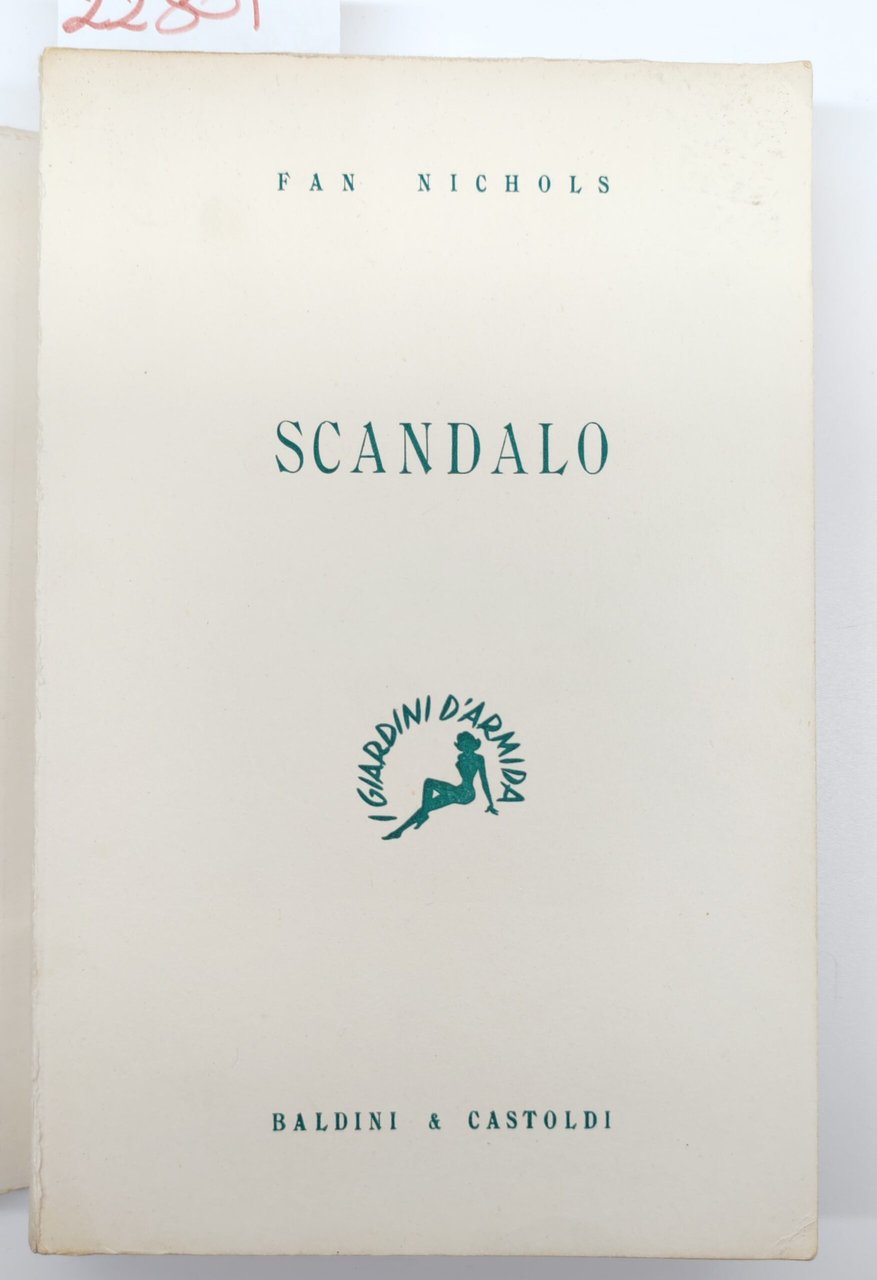 FAN NICHOLS
SCANDALO
I GIARDINI D'ARMIDA
BALDINI & CASTOLDI